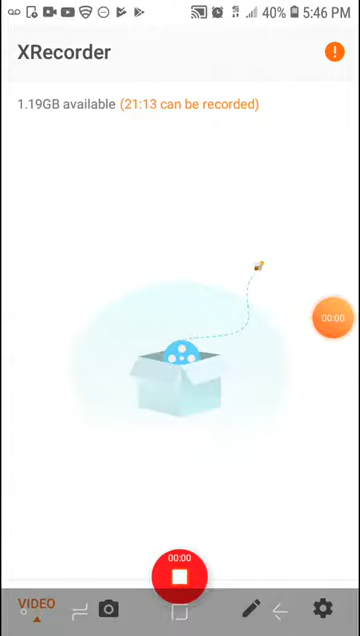 40% 5:46 PM
XRecorder
1.19GB available (21:13 can be recorded)
00:00
00:00
VIDEO